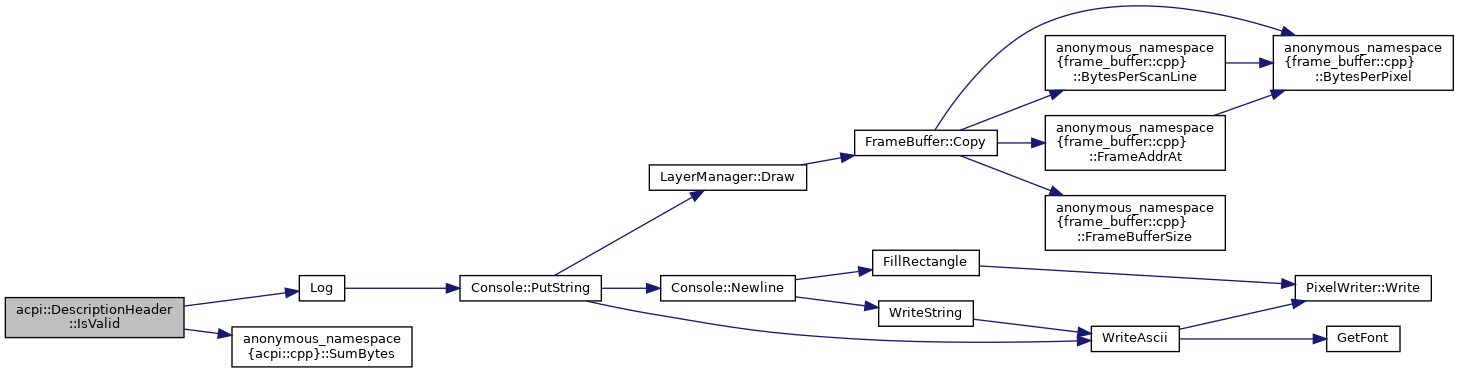 acpi::DescriptionHeader
::IsValid
Log
anonymous_namespace
{acpi::cpp}::SumBytes
Console::PutString
LayerManager::Draw
Console::Newline
FrameBuffer::Copy
FillRectangle
WriteString
anonymous_namespace
{frame_buffer::cpp}
::BytesPerScanLine
anonymous_namespace
{frame_buffer::cpp}
::FrameAddrAt
anonymous_namespace
{frame_buffer::cpp}
::FrameBufferSize
WriteAscii
anonymous_namespace
{frame_buffer::cpp}
::BytesPerPixel
PixelWriter::Write
GetFont